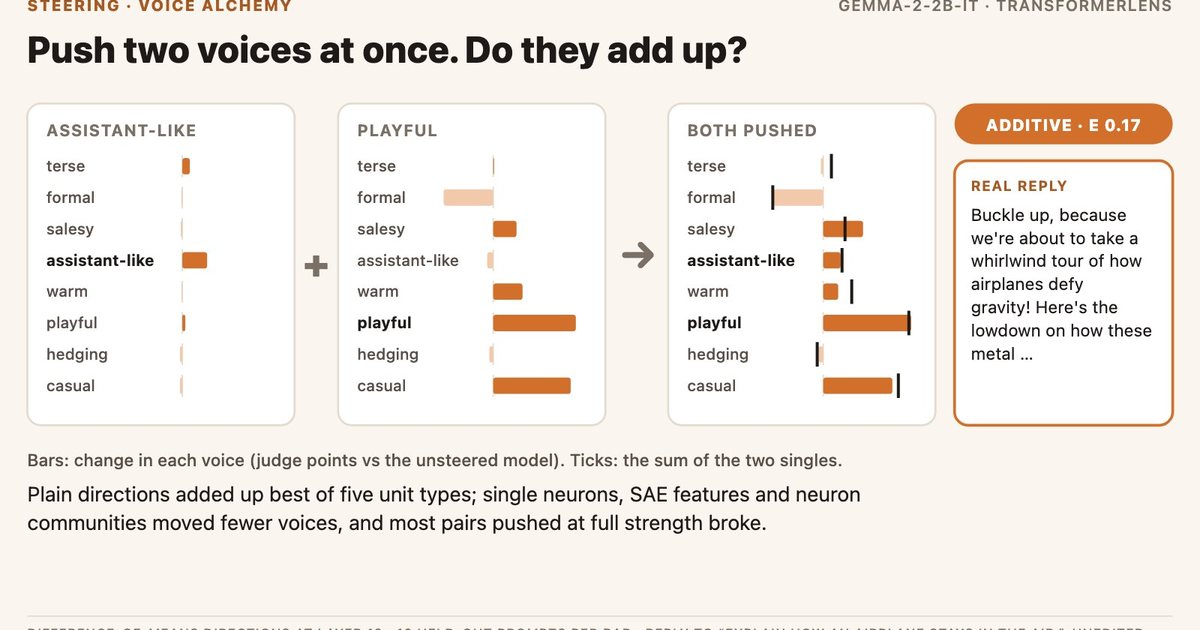 STEERING · VOICE ALCHEMY
GEMMA-2-2B-IT · TRANSFORMERLENS
Push two voices at once. Do they add up?
ASSISTANT-LIKE
terse
formal
salesy
assistant-like
warm
playful
hedging
casual
+
PLAYFUL
terse
formal
salesy
assistant-like
warm
playful
hedging
casual
→
BOTH PUSHED
terse
formal
salesy
assistant-like
warm
playful
hedging
casual
ADDITIVE · E 0.17
REAL REPLY
Buckle up, because
we're about to take a
whirlwind tour of how
airplanes defy
gravity! Here's the
lowdown on how these
metal ...
Bars: change in each voice (judge points vs the unsteered model). Ticks: the sum of the two singles.
Plain directions added up best of five unit types; single neurons, SAE features and neuron
communities moved fewer voices, and most pairs pushed at full strength broke.